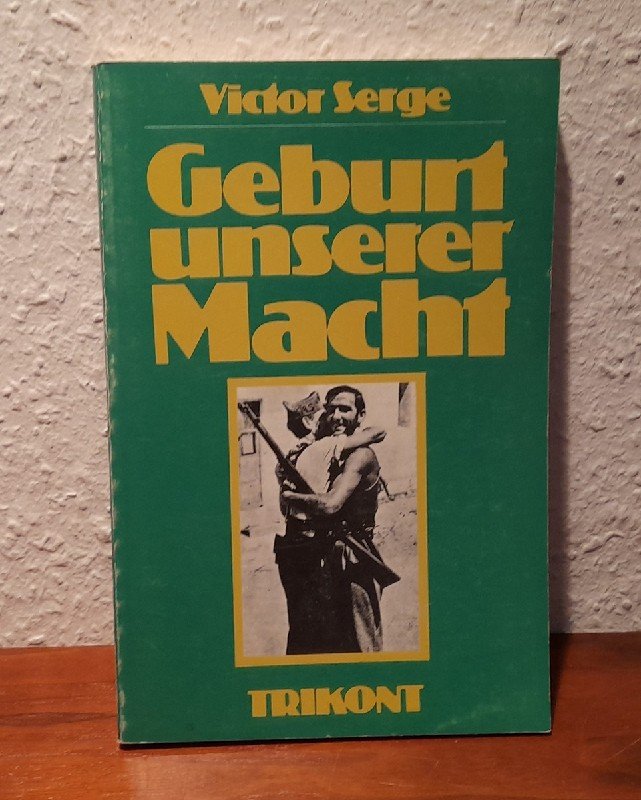 Victor Serge
Geburt
unserer
Macht
TRIKONT